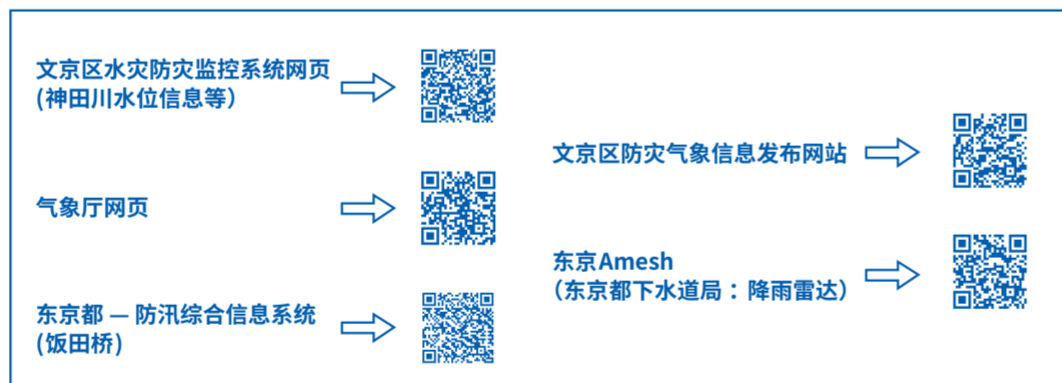 文京区水灾防灾监控系统网页
(神田川水位信息等）
气象厅网页
东京都 — 防汛综合信息系统
(饭田桥)
文京区防灾气象信息发布网站
东京Amesh
（东京都下水道局：降雨雷达）